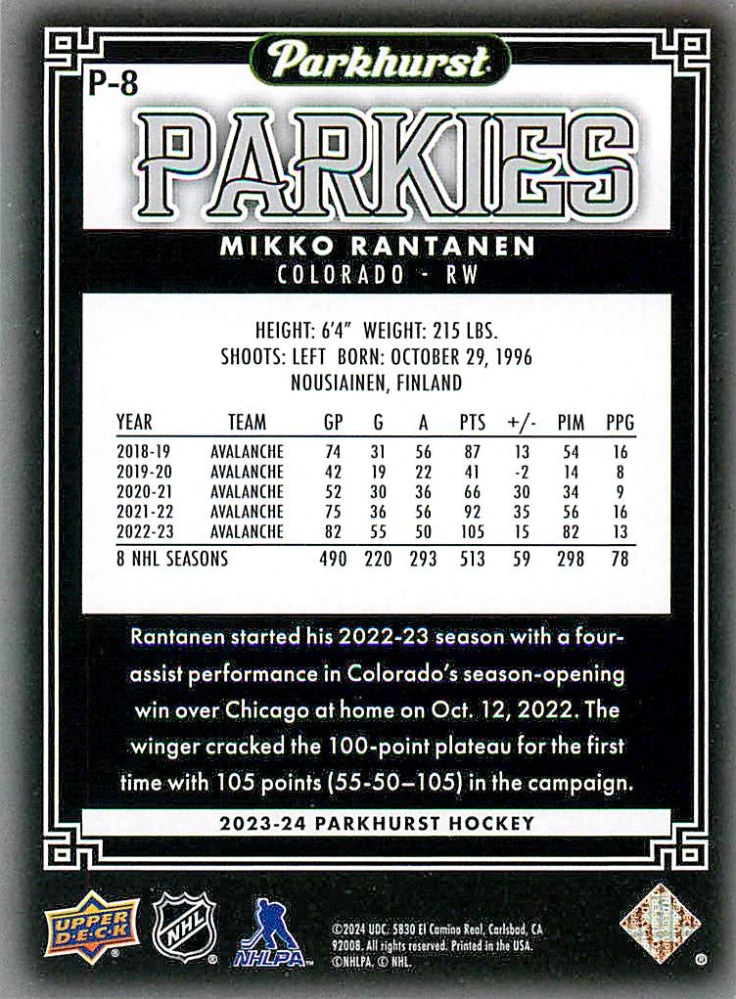 Parkhurst
P-8
PARKIES
MIKKO RANTANEN
COLORADO - RW
HEIGHT: 6'4" WEIGHT: 215 LBS.
SHOOTS: LEFT BORN: OCTOBER 29, 1996
NOUSIAINEN, FINLAND
YEAR TEAM GP G A PTS +/- PIM PPG
2018-19 AVALANCHE 74 31 56 87 13 54 16
2019-20 AVALANCHE 42 19 22 41 -2 14 8
2020-21 AVALANCHE 52 30 36 66 30 34 9
2021-22 AVALANCHE 75 36 56 92 35 56 16
2022-23 AVALANCHE 82 55 50 105 15 82 13
8 NHL SEASONS 490 220 293 513 59 298 78
Rantanen started his 2022-23 season with a four-
assist performance in Colorado's season-opening
win over Chicago at home on Oct. 12, 2022. The
winger cracked the 100-point plateau for the first
time with 105 points (55-50–105) in the campaign.
2023-24 PARKHURST HOCKEY
UPPER
D·E·C·K
®
NHL
®
NHLPA
©2024 UDC. 5830 El Camino Real, Carlsbad, CA
92008. All rights reserved. Printed in the USA.
©NHLPA, © NHL.
®